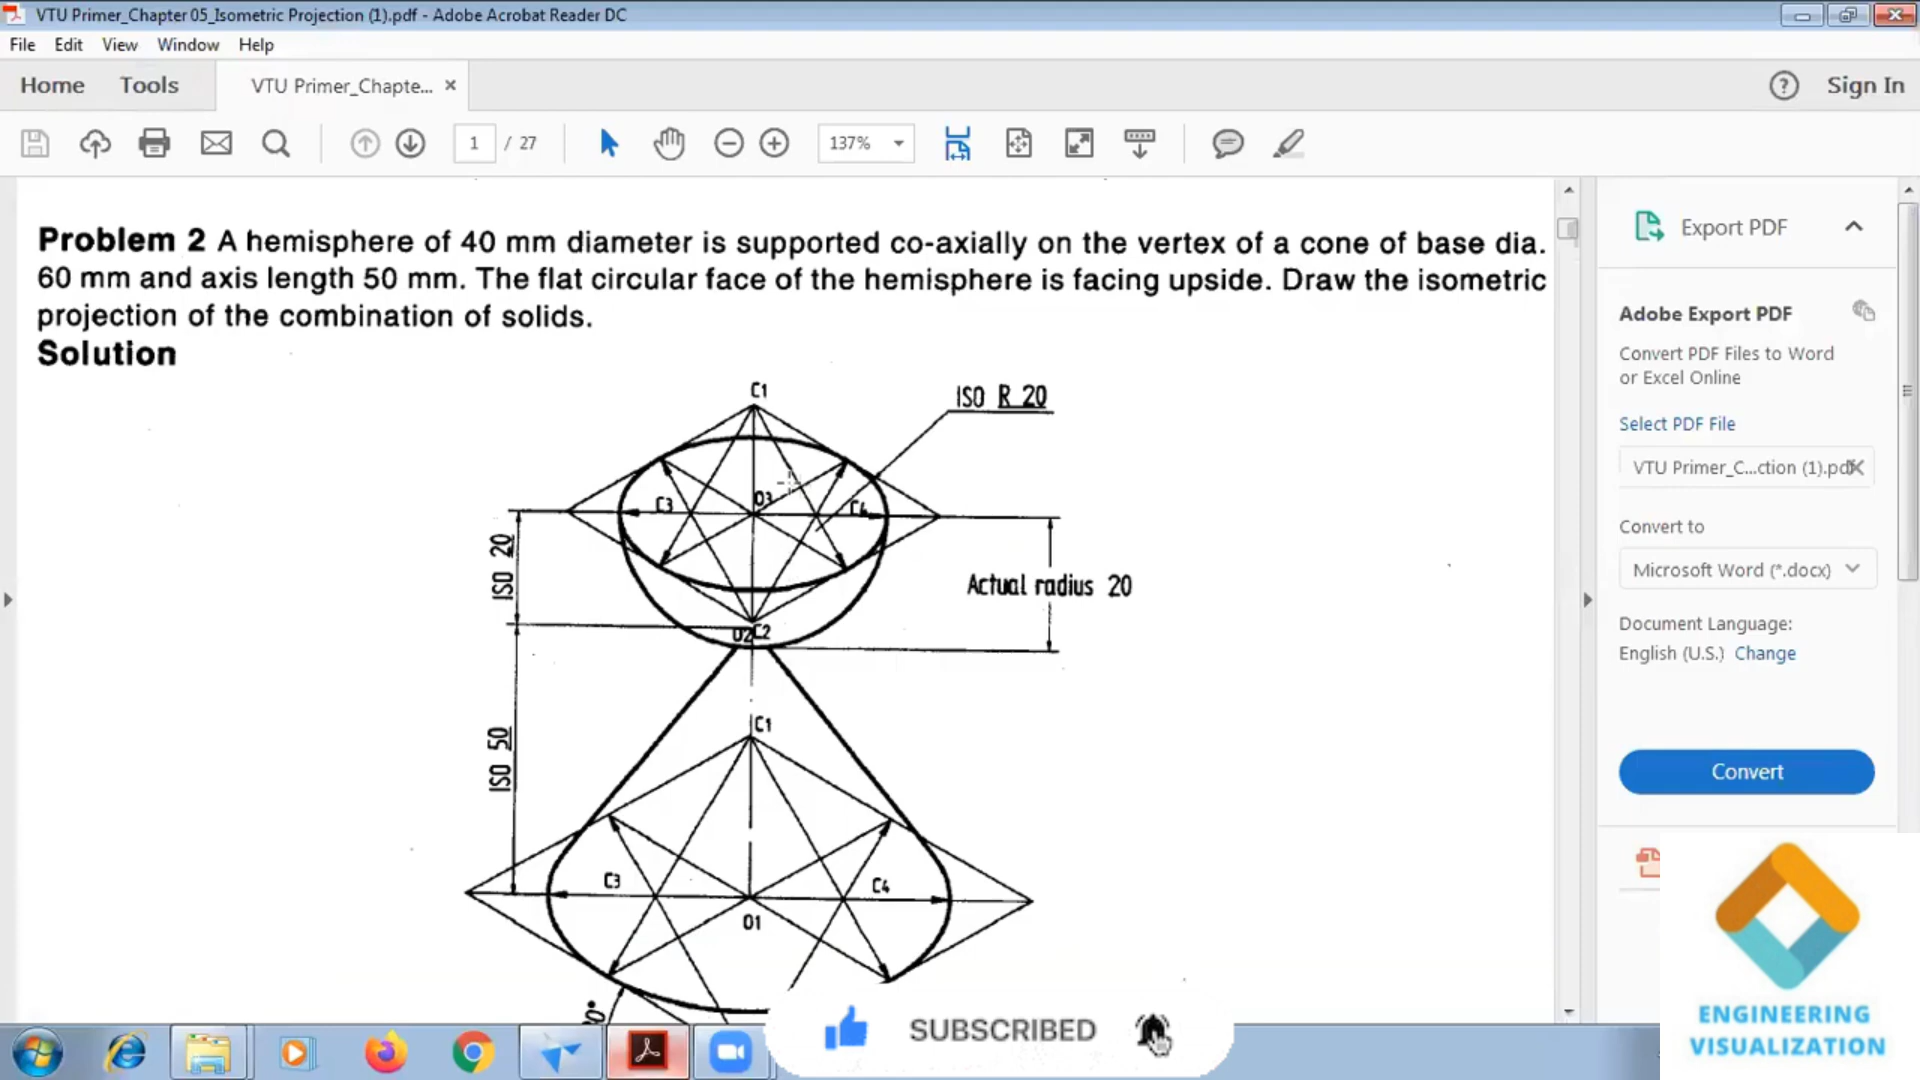 VTU Primer_Chapter 05_Isometric Projection (1).pdf - Adobe Acrobat Reader DC
File Edit View Window Help
Home Tools VTU Primer_Chapte... × ? Sign In
1 / 27 137%
Problem 2 A hemisphere of 40 mm diameter is supported co-axially on the vertex of a cone of base dia.
60 mm and axis length 50 mm. The flat circular face of the hemisphere is facing upside. Draw the isometric
projection of the combination of solids.
Solution
C1
ISO R 20
C3 O3 C4
ISO 20
Actual radius 20
O2 C2
C1
ISO 50
C3 C4
O1
0°
Export PDF
Adobe Export PDF
Convert PDF Files to Word
or Excel Online
Select PDF File
VTU Primer_C...ction (1).pdf
Convert to
Microsoft Word (*.docx)
Document Language:
English (U.S.) Change
Convert
ENGINEERING
VISUALIZATION
SUBSCRIBED